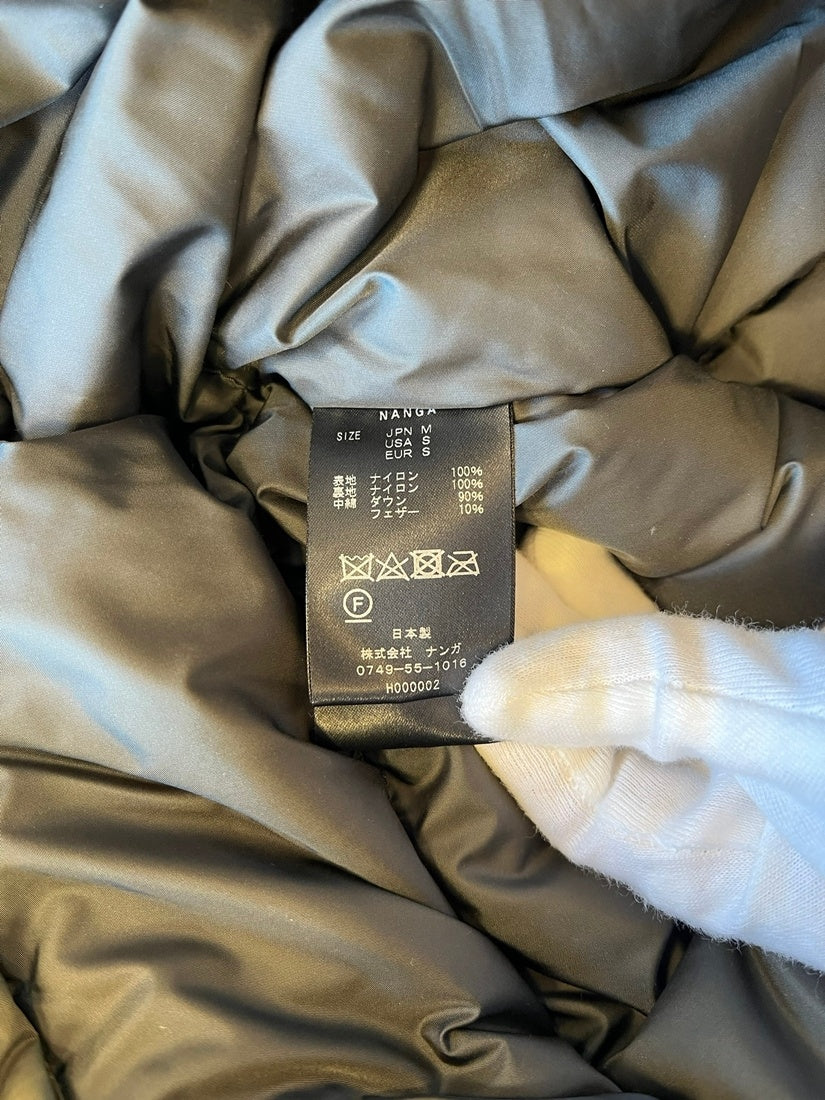 NANGA
SIZE JPN M
USA S
EUR S
表地 ナイロン 100%
裏地 ナイロン 100%
中綿 ダウン 90%
フェザー 10%
F
日本製
株式会社 ナンガ
0749-55-1016
H000002